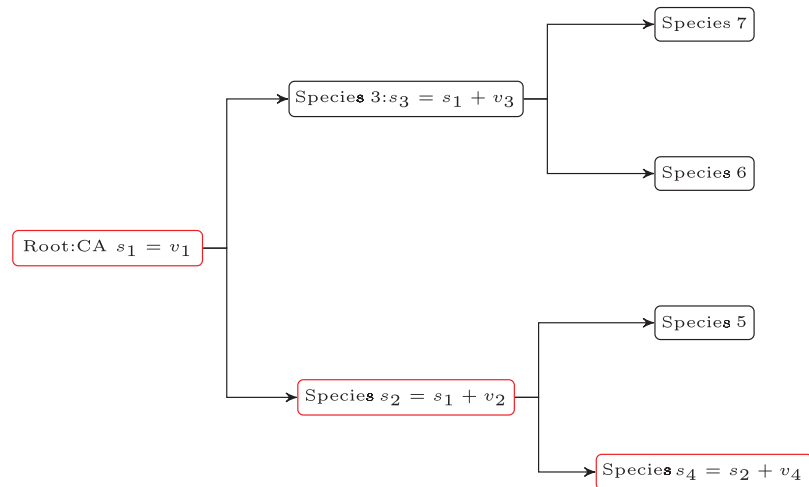 Species 7
Species 3:s₃ = s₁ + v₃
Species 6
Root:CA s₁ = v₁
Species 5
Species s₂ = s₁ + v₂
Species s₄ = s₂ + v₄